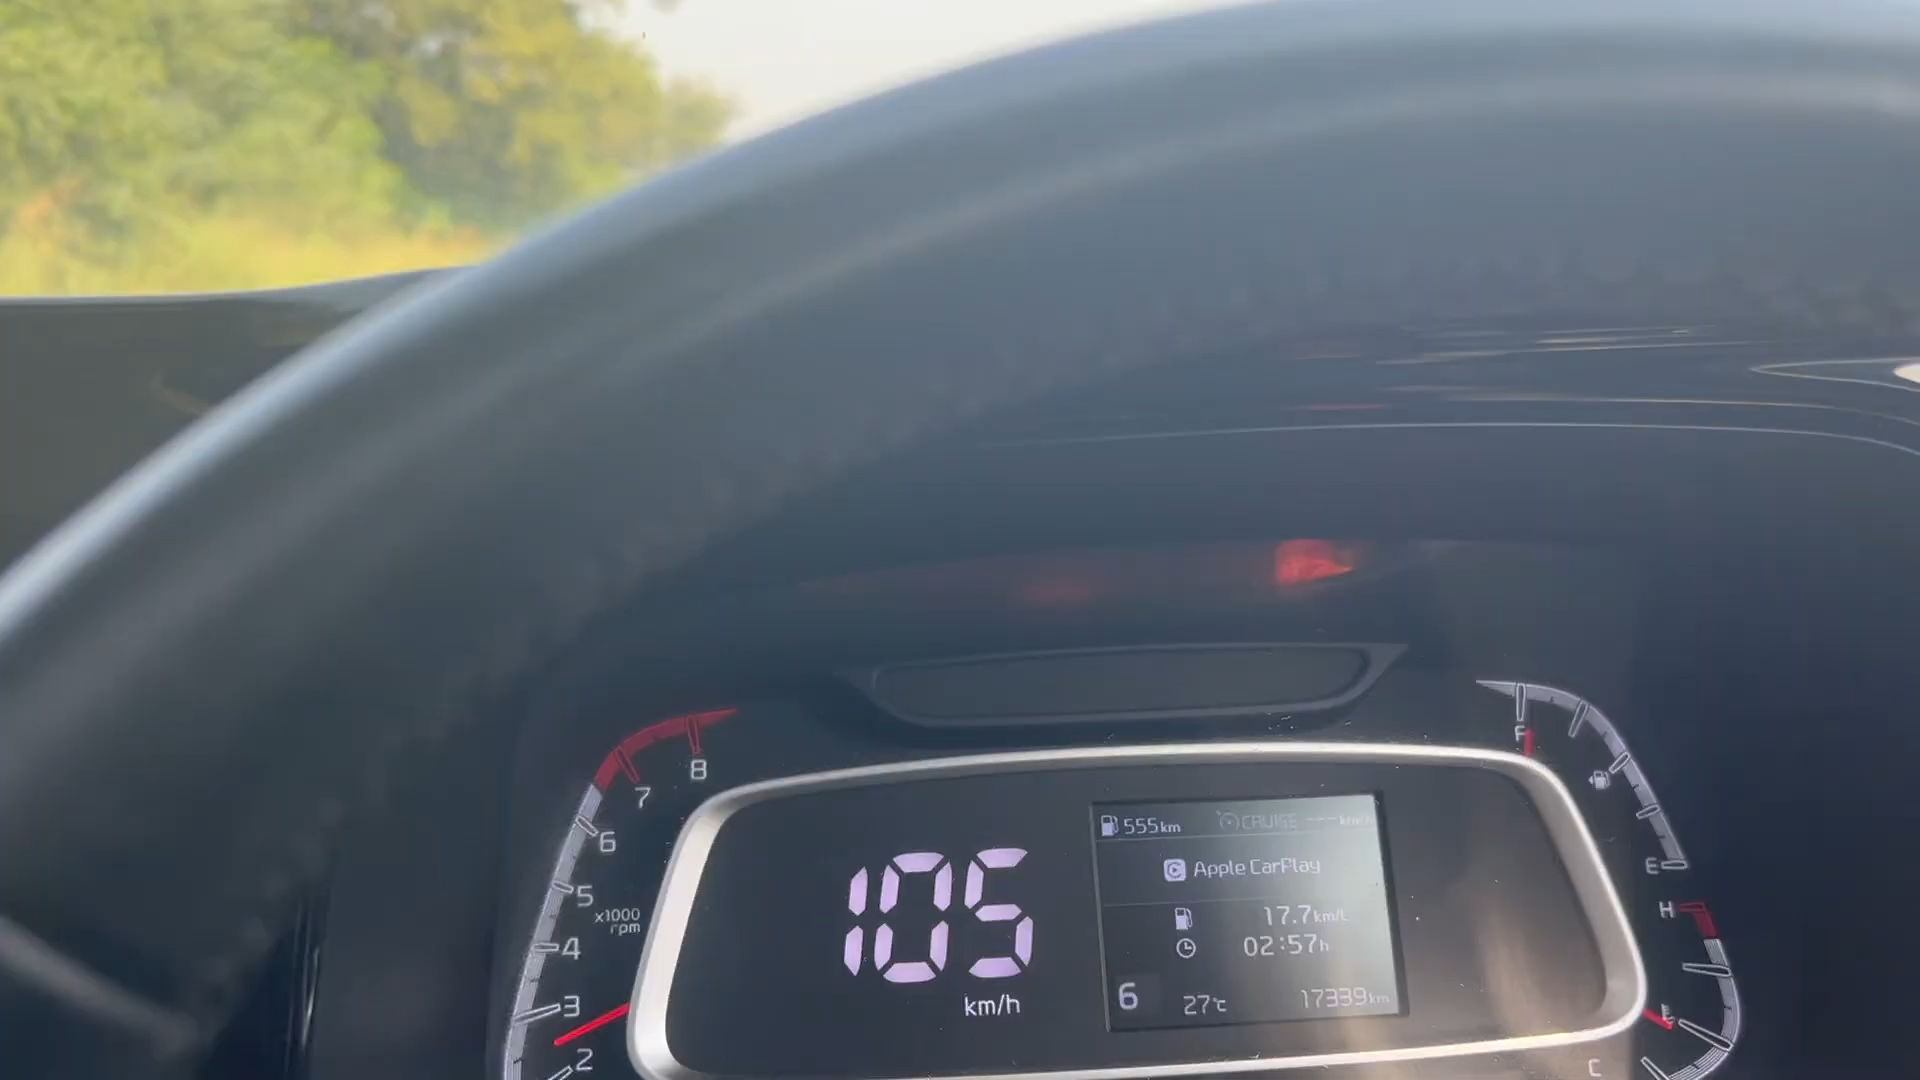 8
7
6
5
x1000
rpm
4
3
2
105
km/h
555km
CRUISE ---km/h
Apple CarPlay
17.7km/L
02:57h
6
27°C
17339km
F
E
H
C